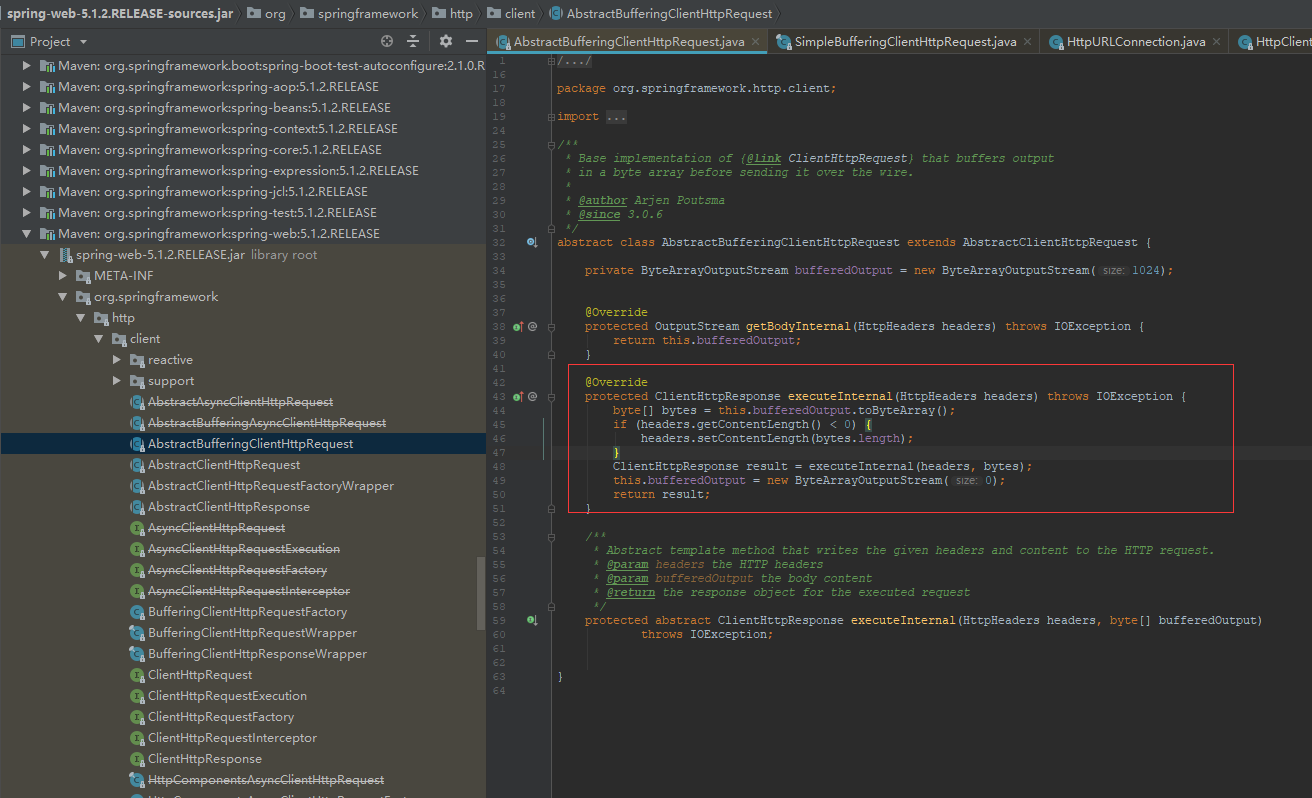 spring-web-5.1.2.RELEASE-sources.jar org springframework http client AbstractBufferingClientHttpRequest
Project
AbstractBufferingClientHttpRequest.java SimpleBufferingClientHttpRequest.java HttpURLConnection.java HttpClient
Maven: org.springframework.boot:spring-boot-test-autoconfigure:2.1.0.R
Maven: org.springframework:spring-aop:5.1.2.RELEASE
Maven: org.springframework:spring-beans:5.1.2.RELEASE
Maven: org.springframework:spring-context:5.1.2.RELEASE
Maven: org.springframework:spring-core:5.1.2.RELEASE
Maven: org.springframework:spring-expression:5.1.2.RELEASE
Maven: org.springframework:spring-jcl:5.1.2.RELEASE
Maven: org.springframework:spring-test:5.1.2.RELEASE
Maven: org.springframework:spring-web:5.1.2.RELEASE
spring-web-5.1.2.RELEASE.jar library root
META-INF
org.springframework
http
client
reactive
support
AbstractAsyncClientHttpRequest
AbstractBufferingAsyncClientHttpRequest
AbstractBufferingClientHttpRequest
AbstractClientHttpRequest
AbstractClientHttpRequestFactoryWrapper
AbstractClientHttpResponse
AsyncClientHttpRequest
AsyncClientHttpRequestExecution
AsyncClientHttpRequestFactory
AsyncClientHttpRequestInterceptor
BufferingClientHttpRequestFactory
BufferingClientHttpRequestWrapper
BufferingClientHttpResponseWrapper
ClientHttpRequest
ClientHttpRequestExecution
ClientHttpRequestFactory
ClientHttpRequestInterceptor
ClientHttpResponse
HttpComponentsAsyncClientHttpRequest
1 /.../
16
17 package org.springframework.http.client;
18
19 import ...
24
25 /**
26 * Base implementation of {@link ClientHttpRequest} that buffers output
27 * in a byte array before sending it over the wire.
28 *
29 * @author Arjen Poutsma
30 * @since 3.0.6
31 */
32 abstract class AbstractBufferingClientHttpRequest extends AbstractClientHttpRequest {
33
34 private ByteArrayOutputStream bufferedOutput = new ByteArrayOutputStream( size: 1024);
35
36
37 @Override
38 protected OutputStream getBodyInternal(HttpHeaders headers) throws IOException {
39 return this.bufferedOutput;
40 }
41
42 @Override
43 protected ClientHttpResponse executeInternal(HttpHeaders headers) throws IOException {
44 byte[] bytes = this.bufferedOutput.toByteArray();
45 if (headers.getContentLength() < 0) {
46 headers.setContentLength(bytes.length);
47 }
48 ClientHttpResponse result = executeInternal(headers, bytes);
49 this.bufferedOutput = new ByteArrayOutputStream( size: 0);
50 return result;
51 }
52
53 /**
54 * Abstract template method that writes the given headers and content to the HTTP request.
55 * @param headers the HTTP headers
56 * @param bufferedOutput the body content
57 * @return the response object for the executed request
58 */
59 protected abstract ClientHttpResponse executeInternal(HttpHeaders headers, byte[] bufferedOutput)
60 throws IOException;
61
62
63 }
64